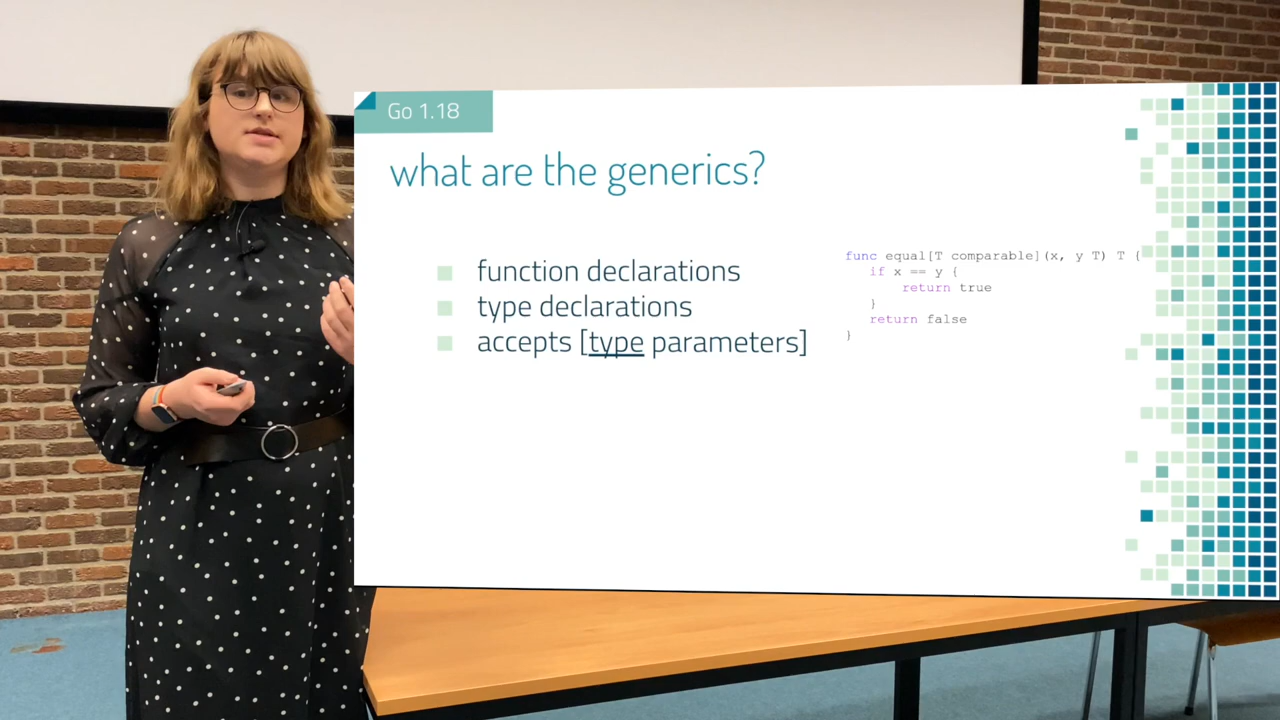 Go 1.18
what are the generics?
function declarations
type declarations
accepts [type parameters]
func equal[T comparable](x, y T) T {
if x == y {
return true
}
return false
}